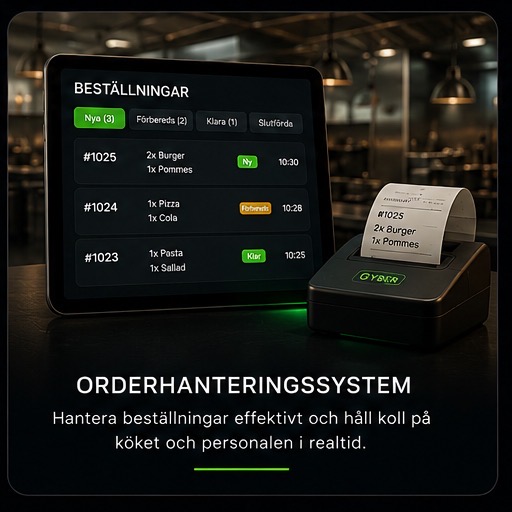 BESTÄLLNINGAR
Nya (3) Förbereds (2) Klara (1) Slutförda
#1025 2x Burger Ny 10:30
1x Pommes
#1024 1x Pizza Förbereds 10:28
1x Cola
#1023 1x Pasta Klar 10:25
1x Sallad
#1025
2x Burger
1x Pommes
ORDERHANTERINGSSYSTEM
Hantera beställningar effektivt och håll koll på
köket och personalen i realtid.